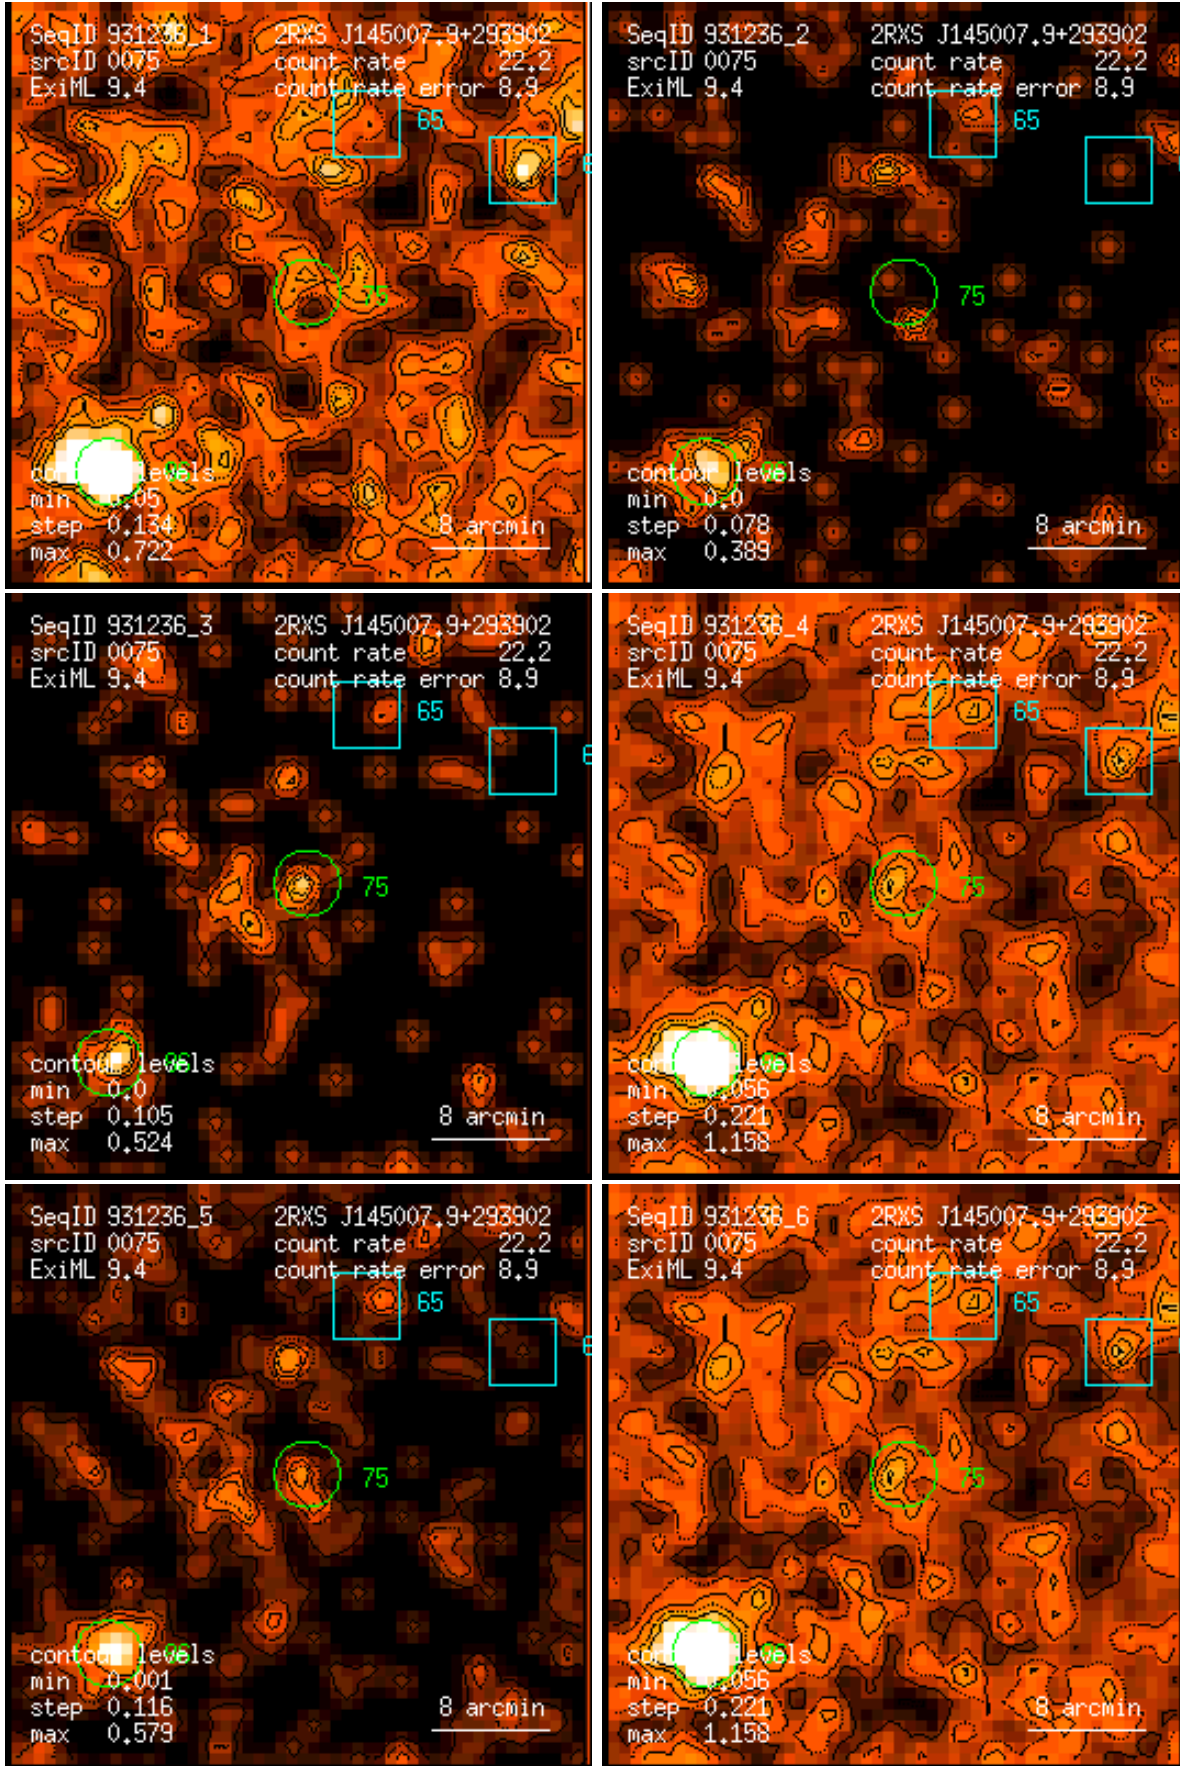 SeqID 931236_1 2RXS J145007.9+293902
srcID 0075 count rate 22.2
ExiML 9.4 count rate error 8.9
65
75
contour levels
min 0.05
step 0.134
max 0.722
8 arcmin
SeqID 931236_2 2RXS J145007.9+293902
srcID 0075 count rate 22.2
ExiML 9.4 count rate error 8.9
65
75
contour levels
min 0.0
step 0.078
max 0.389
8 arcmin
SeqID 931236_3 2RXS J145007.9+293902
srcID 0075 count rate 22.2
ExiML 9.4 count rate error 8.9
65
75
contour levels
min 0.0
step 0.105
max 0.524
8 arcmin
SeqID 931236_4 2RXS J145007.9+293902
srcID 0075 count rate 22.2
ExiML 9.4 count rate error 8.9
65
75
contour levels
min 0.056
step 0.221
max 1.158
8 arcmin
SeqID 931236_5 2RXS J145007.9+293902
srcID 0075 count rate 22.2
ExiML 9.4 count rate error 8.9
65
75
contour levels
min 0.001
step 0.116
max 0.579
8 arcmin
SeqID 931236_6 2RXS J145007.9+293902
srcID 0075 count rate 22.2
ExiML 9.4 count rate error 8.9
65
75
contour levels
min 0.056
step 0.221
max 1.158
8 arcmin